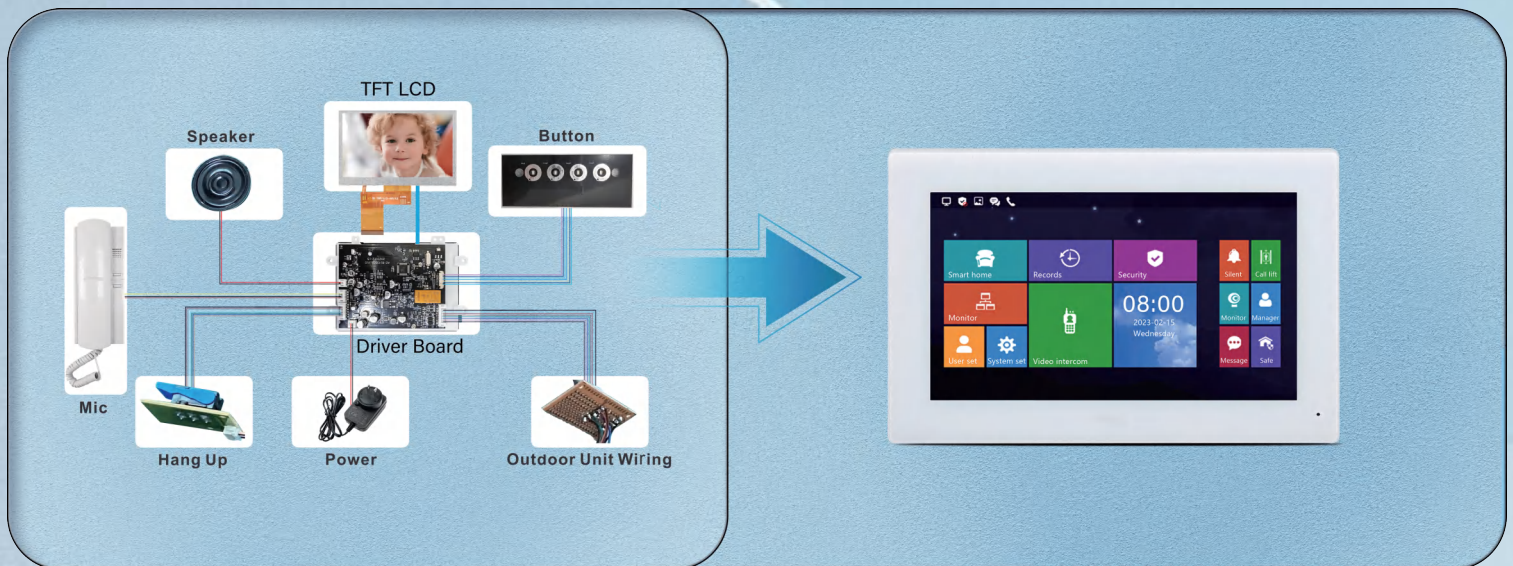 TFT LCD
Speaker
Button
Driver Board
Mic
Hang Up
Power
Outdoor Unit Wiring
Smart home
Records
Security
Silent
Call lift
Monitor
08:00
2023-02-15
Wednesday
Monitor
Manager
User set
System set
Video intercom
Message
Safe